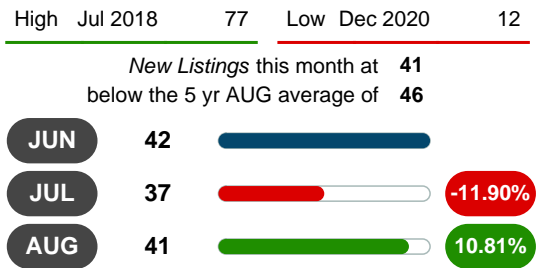 High Jul 2018 77 Low Dec 2020 12
New Listings this month at 41
below the 5 yr AUG average of 46
JUN 42
JUL 37 -11.90%
AUG 41 10.81%